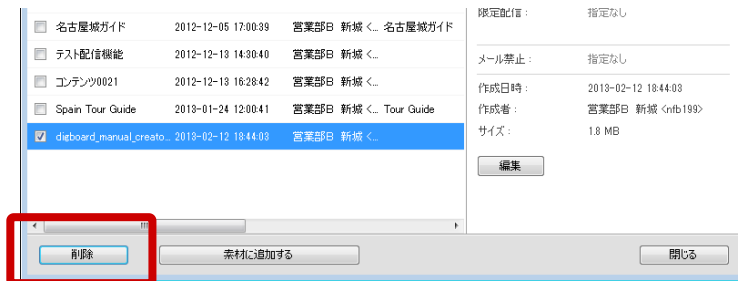 名古屋城ガイド 2012-12-05 17:00:39 営業部B 新城 <... 名古屋城ガイド
テスト配信機能 2012-12-13 14:30:40 営業部B 新城 <...
コンテンツ0021 2012-12-13 16:28:42 営業部B 新城 <...
Spain Tour Guide 2013-01-24 12:00:41 営業部B 新城 <... Tour Guide
digboard_manual_creato... 2013-02-12 18:44:03 営業部B 新城 <...
限定配信： 指定なし
メール禁止： 指定なし
作成日時： 2013-02-12 18:44:03
作成者： 営業部B 新城 <nfb199>
サイズ： 1.8 MB
編集
削除 素材に追加する 閉じる